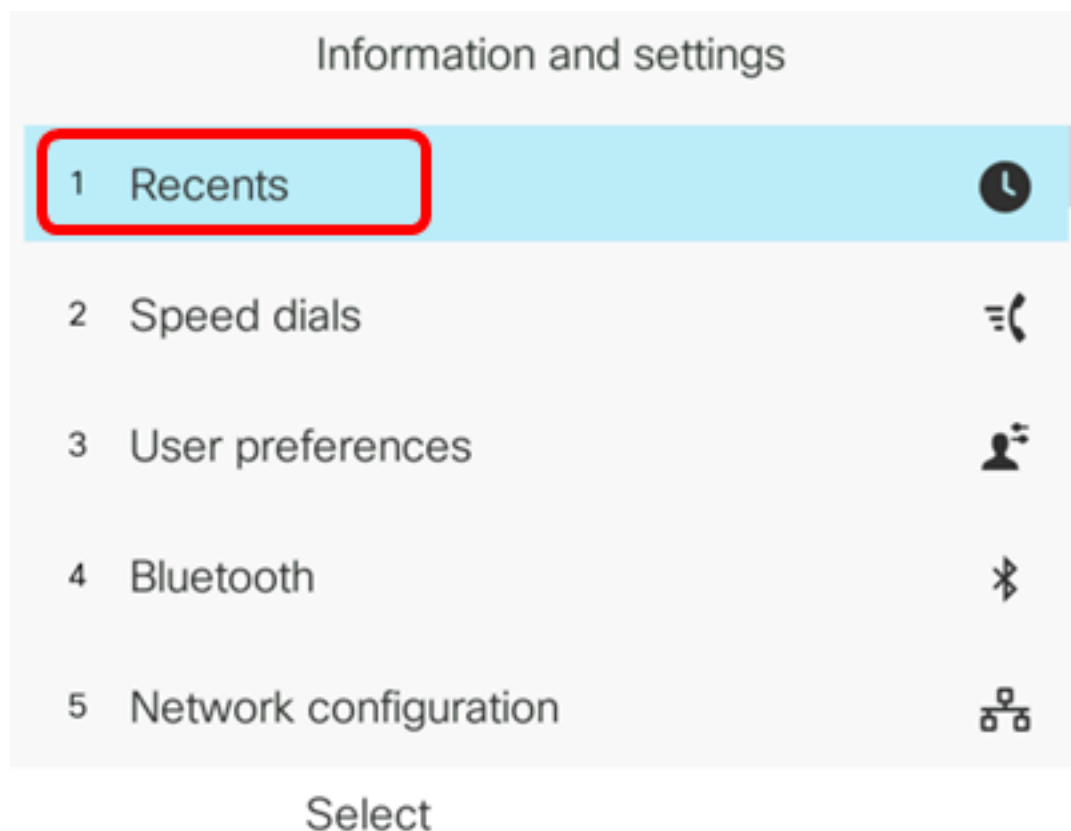 Information and settings
1 Recents
2 Speed dials
3 User preferences
4 Bluetooth
5 Network configuration
Select